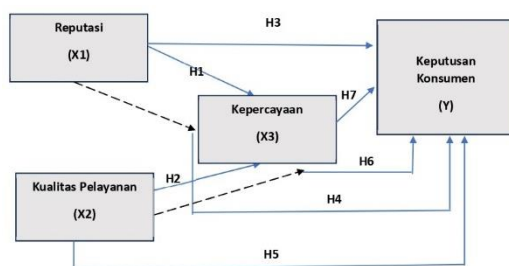 Reputasi
(X1)
H3
Keputusan
Konsumen
(Y)
H1
Kepercayaan
(X3)
H7
Kualitas Pelayanan
(X2)
H2
H6
H4
H5